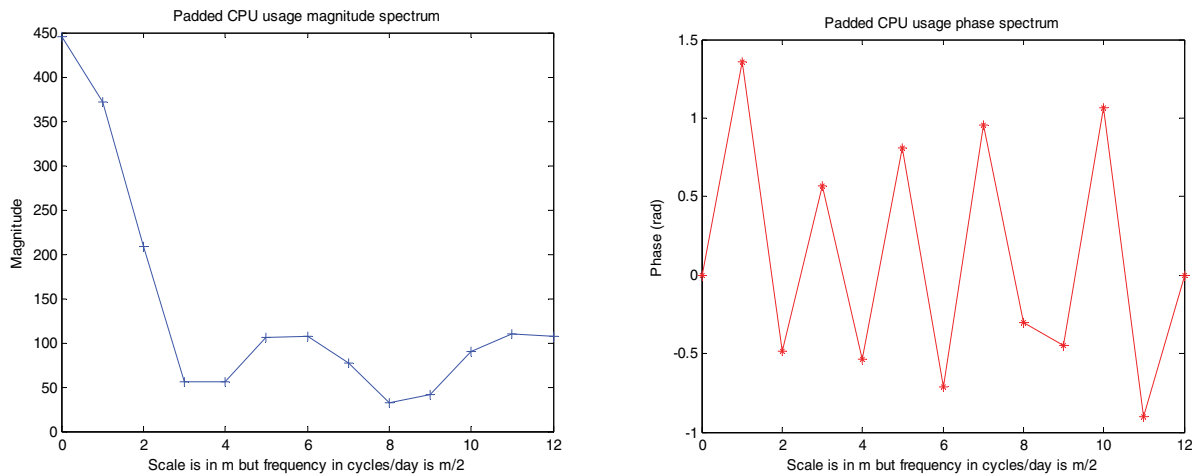 Padded CPU usage magnitude spectrum
450
400
350
300
250
200
150
100
50
0
Magnitude
0 2 4 6 8 10 12
Scale is in m but frequency in cycles/day is m/2
Padded CPU usage phase spectrum
1.5
1
0.5
0
-0.5
-1
Phase (rad)
0 2 4 6 8 10 12
Scale is in m but frequency in cycles/day is m/2